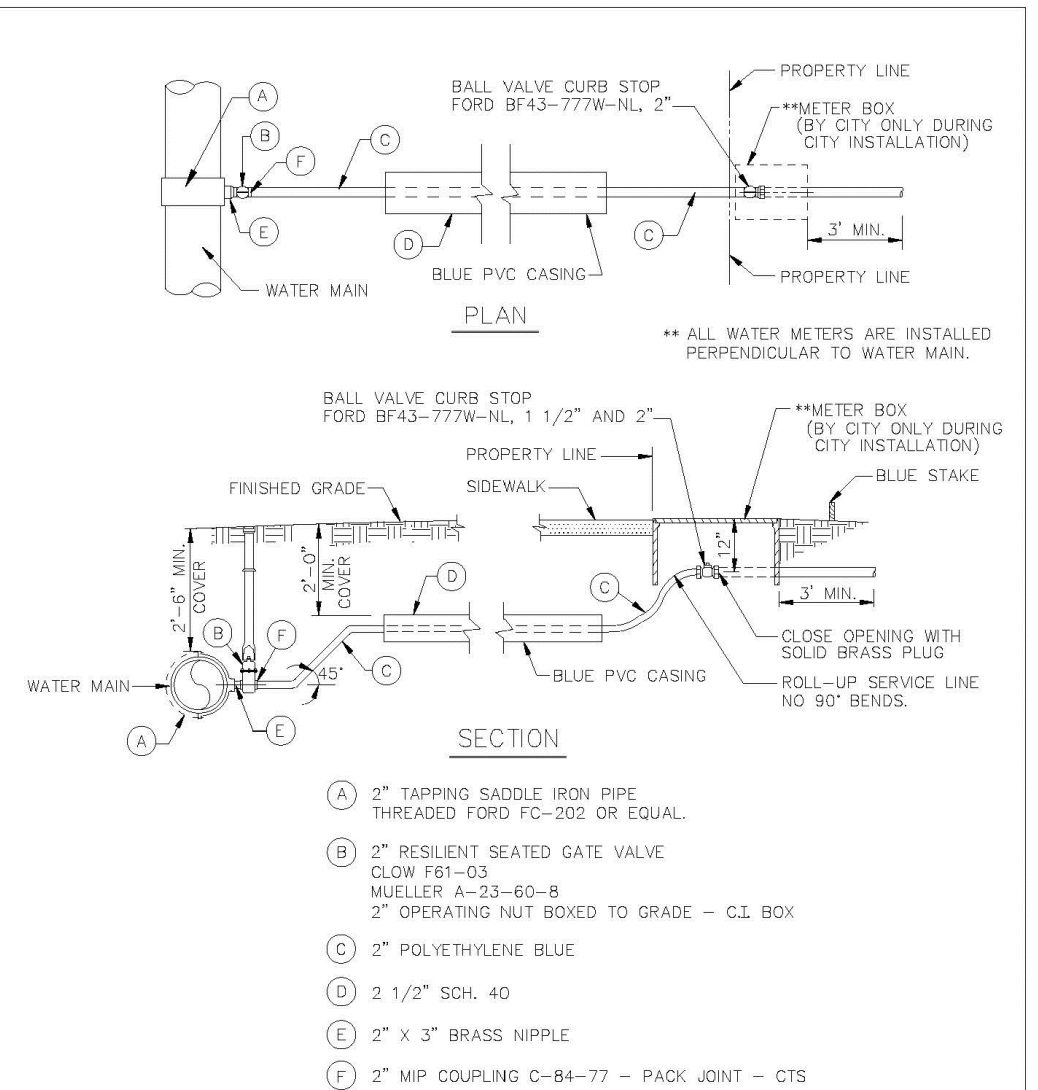 PROPERTY LINE
BALL VALVE CURB STOP
FORD BF43-777W-NL, 2"
**METER BOX
(BY CITY ONLY DURING
CITY INSTALLATION)
A
B
F
C
E
D
C
3' MIN.
BLUE PVC CASING
PROPERTY LINE
WATER MAIN
PLAN
** ALL WATER METERS ARE INSTALLED
PERPENDICULAR TO WATER MAIN.
BALL VALVE CURB STOP
FORD BF43-777W-NL, 1 1/2" AND 2"
**METER BOX
(BY CITY ONLY DURING
CITY INSTALLATION)
PROPERTY LINE
BLUE STAKE
FINISHED GRADE
SIDEWALK
2'-6" MIN.
COVER
2'-0"
MIN.
COVER
12"
D
C
3' MIN.
B
F
C
45°
CLOSE OPENING WITH
SOLID BRASS PLUG
BLUE PVC CASING
ROLL-UP SERVICE LINE
NO 90° BENDS.
WATER MAIN
A
E
SECTION
A 2" TAPPING SADDLE IRON PIPE
THREADED FORD FC-202 OR EQUAL.
B 2" RESILIENT SEATED GATE VALVE
CLOW F61-03
MUELLER A-23-60-8
2" OPERATING NUT BOXED TO GRADE - C.I. BOX
C 2" POLYETHYLENE BLUE
D 2 1/2" SCH. 40
E 2" X 3" BRASS NIPPLE
F 2" MIP COUPLING C-84-77 - PACK JOINT - CTS